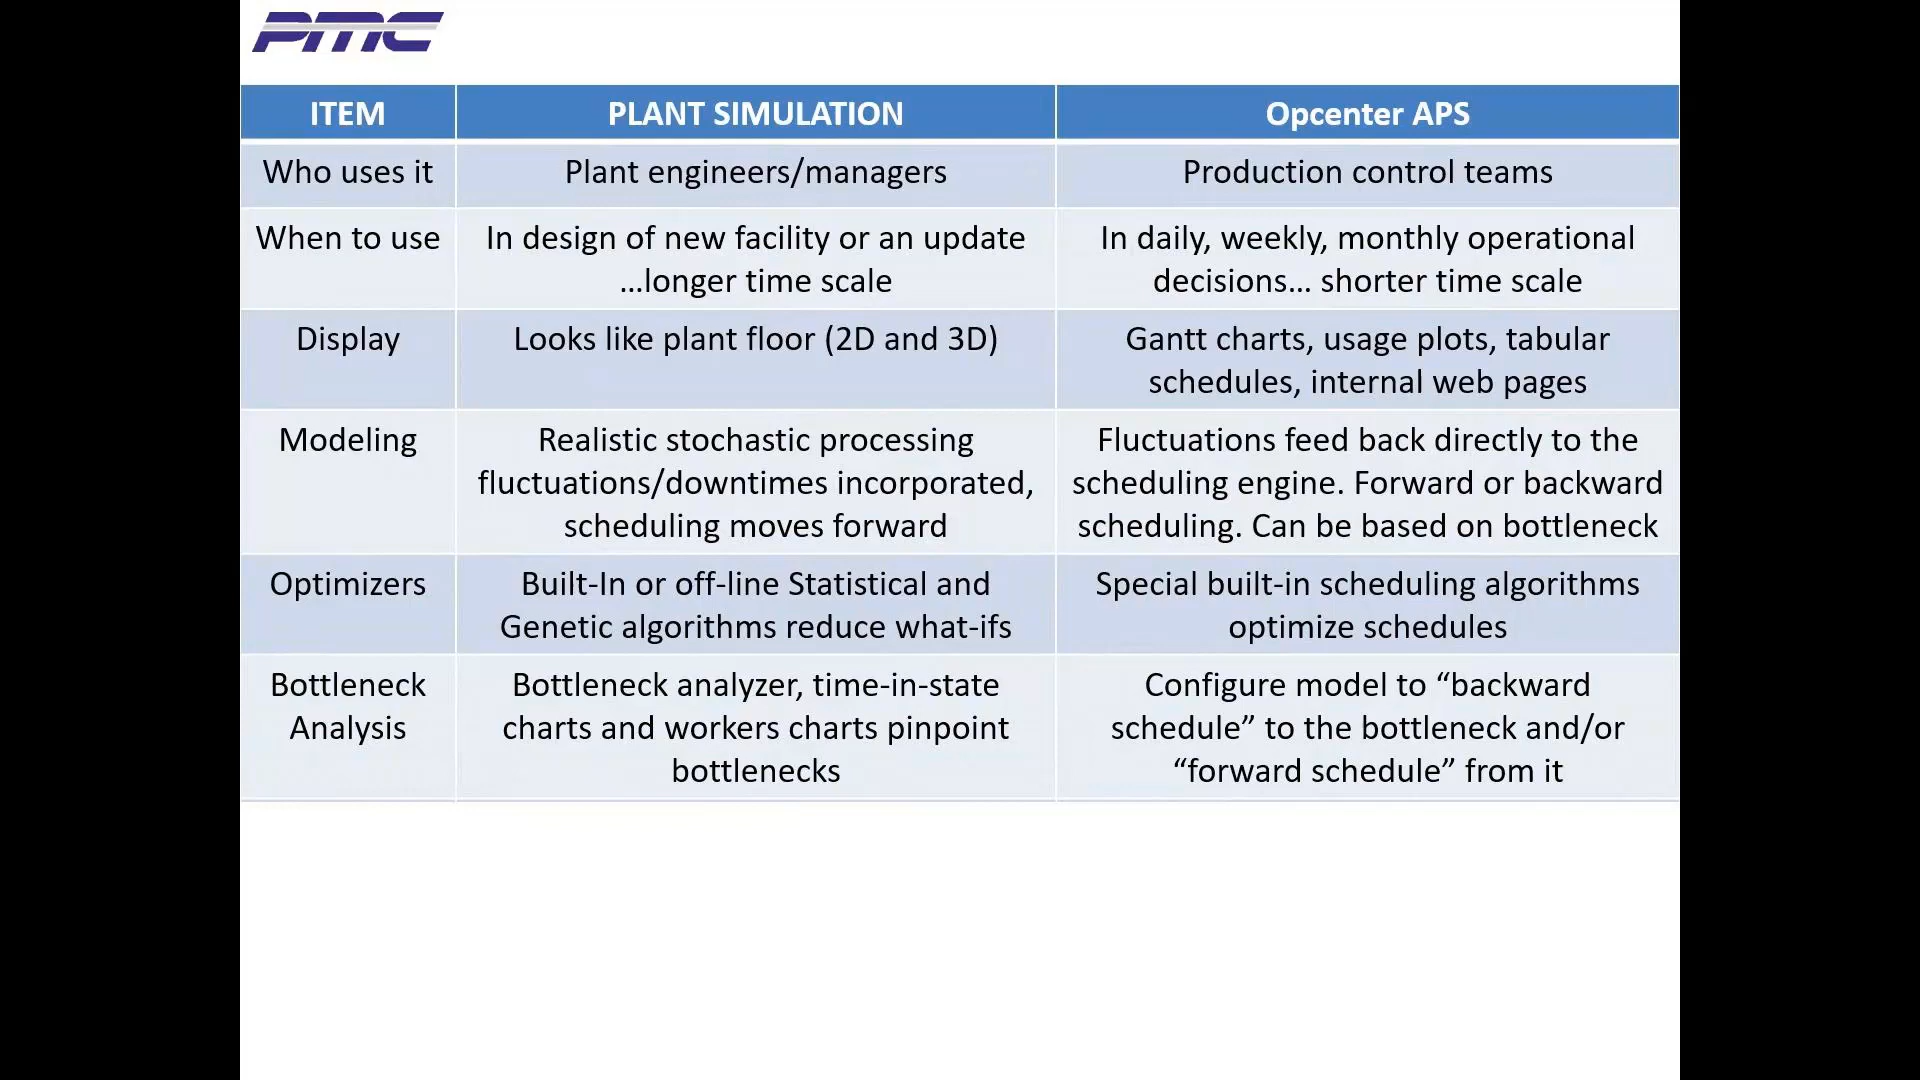 PMC
ITEM
PLANT SIMULATION
Opcenter APS
Who uses it
Plant engineers/managers
Production control teams
When to use
In design of new facility or an update
...longer time scale
In daily, weekly, monthly operational
decisions... shorter time scale
Display
Looks like plant floor (2D and 3D)
Gantt charts, usage plots, tabular
schedules, internal web pages
Modeling
Realistic stochastic processing
fluctuations/downtimes incorporated,
scheduling moves forward
Fluctuations feed back directly to the
scheduling engine. Forward or backward
scheduling. Can be based on bottleneck
Optimizers
Built-In or off-line Statistical and
Genetic algorithms reduce what-ifs
Special built-in scheduling algorithms
optimize schedules
Bottleneck
Analysis
Bottleneck analyzer, time-in-state
charts and workers charts pinpoint
bottlenecks
Configure model to “backward
schedule” to the bottleneck and/or
“forward schedule” from it